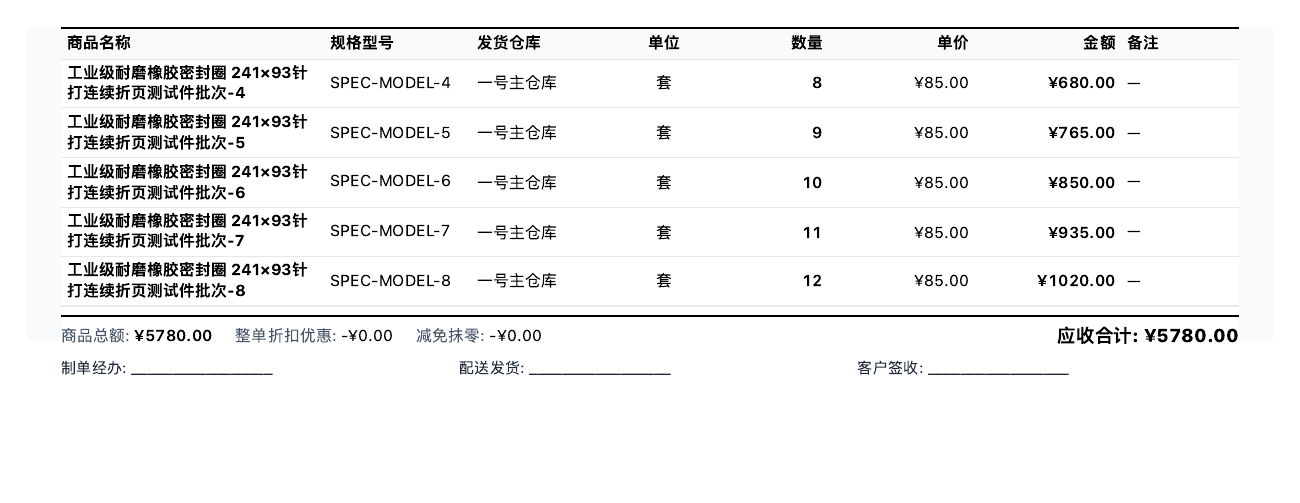 商品名称 规格型号 发货仓库 单位 数量 单价 金额 备注
工业级耐磨橡胶密封圈 241×93针
打连续折页测试件批次-4 SPEC-MODEL-4 一号主仓库 套 8 ¥85.00 ¥680.00 —
工业级耐磨橡胶密封圈 241×93针
打连续折页测试件批次-5 SPEC-MODEL-5 一号主仓库 套 9 ¥85.00 ¥765.00 —
工业级耐磨橡胶密封圈 241×93针
打连续折页测试件批次-6 SPEC-MODEL-6 一号主仓库 套 10 ¥85.00 ¥850.00 —
工业级耐磨橡胶密封圈 241×93针
打连续折页测试件批次-7 SPEC-MODEL-7 一号主仓库 套 11 ¥85.00 ¥935.00 —
工业级耐磨橡胶密封圈 241×93针
打连续折页测试件批次-8 SPEC-MODEL-8 一号主仓库 套 12 ¥85.00 ¥1020.00 —
商品总额: ¥5780.00 整单折扣优惠: -¥0.00 减免抹零: -¥0.00 应收合计: ¥5780.00
制单经办: _________________ 配送发货: _________________ 客户签收: _________________